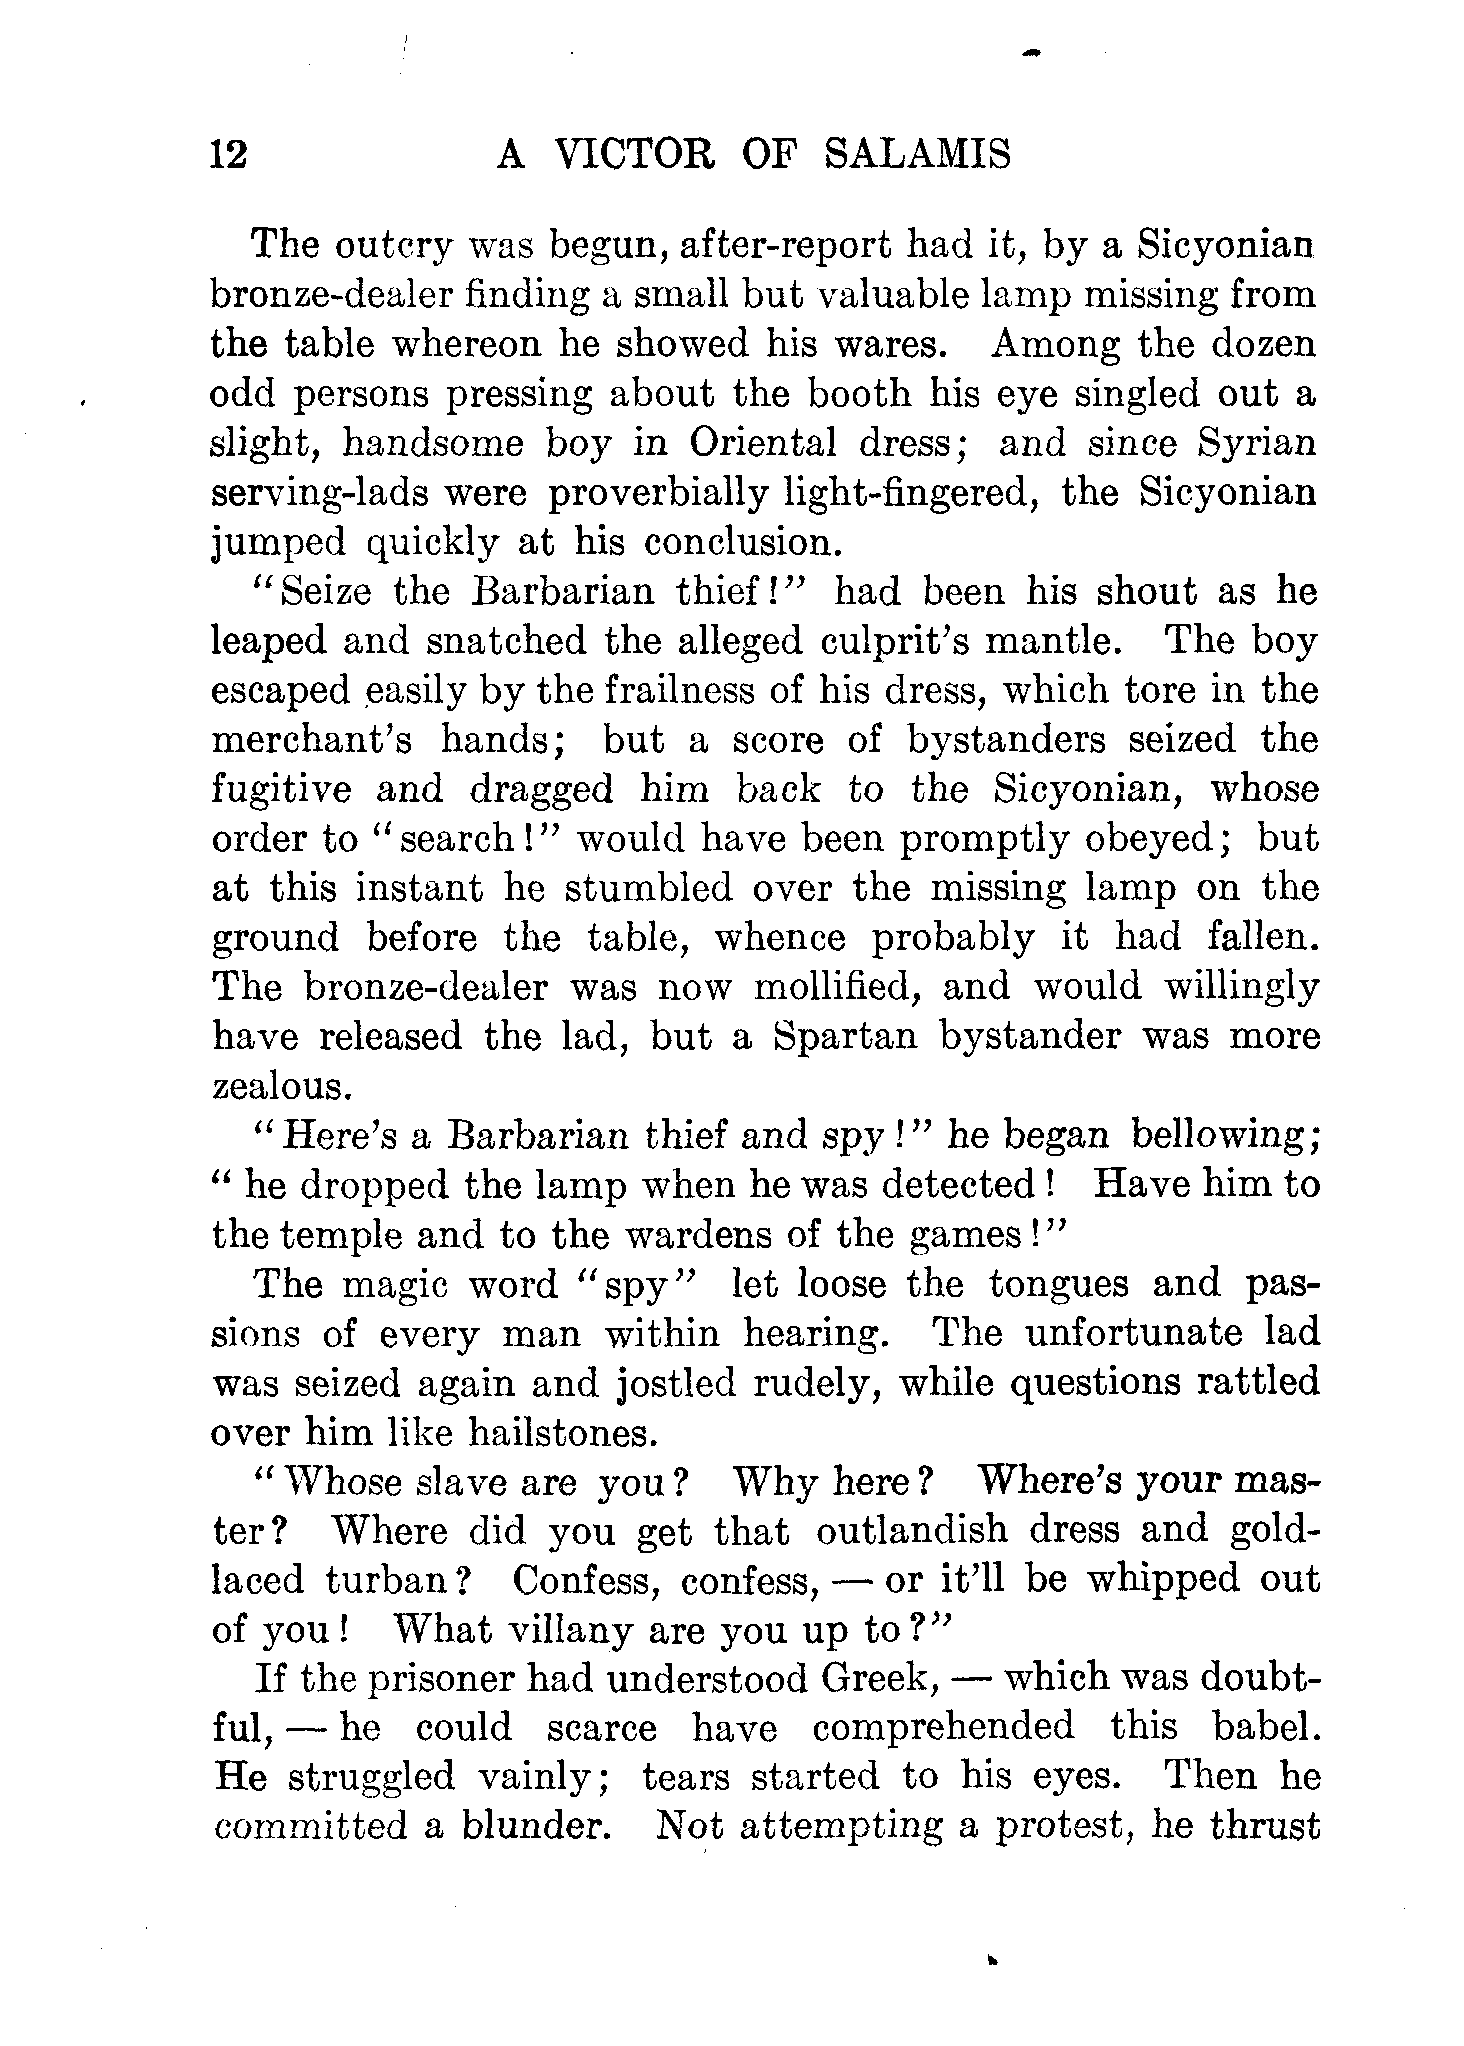 12 A VICTOR OF SALAMIS
The outcry was begun, after-report had it, by a Sicyonian
bronze-dealer finding a small but valuable lamp missing from
the table whereon he showed his wares. Among the dozen
odd persons pressing about the booth his eye singled out a
slight, handsome boy in Oriental dress; and since Syrian
serving-lads were proverbially light-fingered, the Sicyonian
jumped quickly at his conclusion.
"Seize the Barbarian thief!" had been his shout as he
leaped and snatched the alleged culprit's mantle. The boy
escaped easily by the frailness of his dress, which tore in the
merchant's hands; but a score of bystanders seized the
fugitive and dragged him back to the Sicyonian, whose
order to "search!" would have been promptly obeyed; but
at this instant he stumbled over the missing lamp on the
ground before the table, whence probably it had fallen.
The bronze-dealer was now mollified, and would willingly
have released the lad, but a Spartan bystander was more
zealous.
"Here's a Barbarian thief and spy!" he began bellowing;
"he dropped the lamp when he was detected! Have him to
the temple and to the wardens of the games!"
The magic word "spy" let loose the tongues and pas-
sions of every man within hearing. The unfortunate lad
was seized again and jostled rudely, while questions rattled
over him like hailstones.
"Whose slave are you? Why here? Where's your mas-
ter? Where did you get that outlandish dress and gold-
laced turban? Confess, confess, — or it'll be whipped out
of you! What villany are you up to?"
If the prisoner had understood Greek, — which was doubt-
ful, — he could scarce have comprehended this babel.
He struggled vainly; tears started to his eyes. Then he
committed a blunder. Not attempting a protest, he thrust